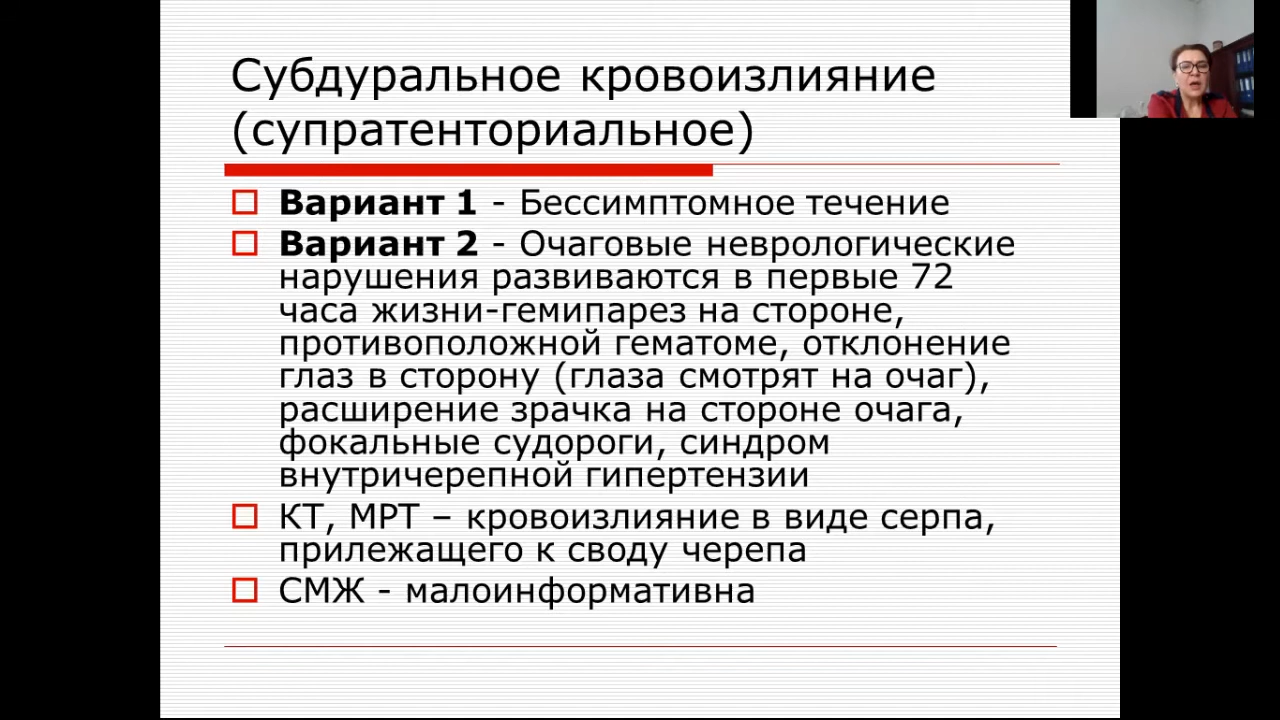 Субдуральное кровоизлияние
(супратенториальное)
Вариант 1 - Бессимптомное течение
Вариант 2 - Очаговые неврологические
нарушения развиваются в первые 72
часа жизни-гемипарез на стороне,
противоположной гематоме, отклонение
глаз в сторону (глаза смотрят на очаг),
расширение зрачка на стороне очага,
фокальные судороги, синдром
внутричерепной гипертензии
КТ, МРТ – кровоизлияние в виде серпа,
прилежащего к своду черепа
СМЖ - малоинформативна